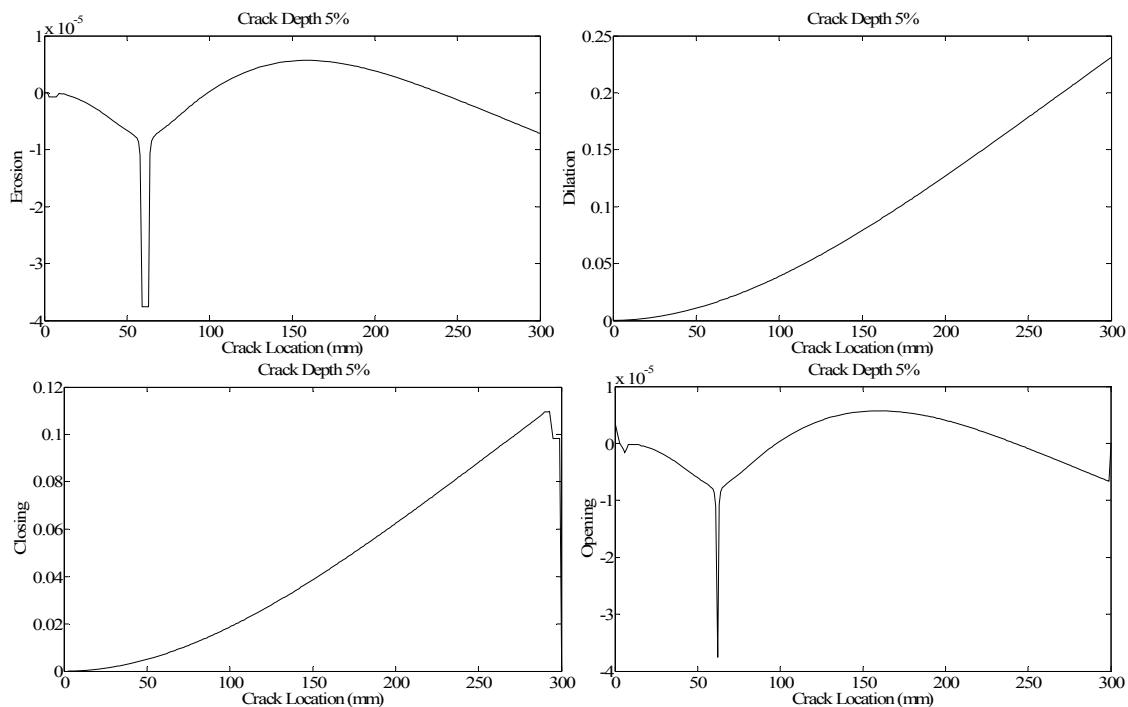 Crack Depth 5%
1 x 10-5
0
-1
-2
-3
-4
Erosion
0 50 100 150 200 250 300
Crack Location (mm)
Crack Depth 5%
0.25
0.2
0.15
0.1
0.05
0
Dilation
0 50 100 150 200 250 300
Crack Location (mm)
Crack Depth 5%
0.12
0.1
0.08
0.06
0.04
0.02
0
Closing
0 50 100 150 200 250 300
Crack Location (mm)
Crack Depth 5%
1 x 10-5
0
-1
-2
-3
-4
Opening
0 50 100 150 200 250 300
Crack Location (mm)